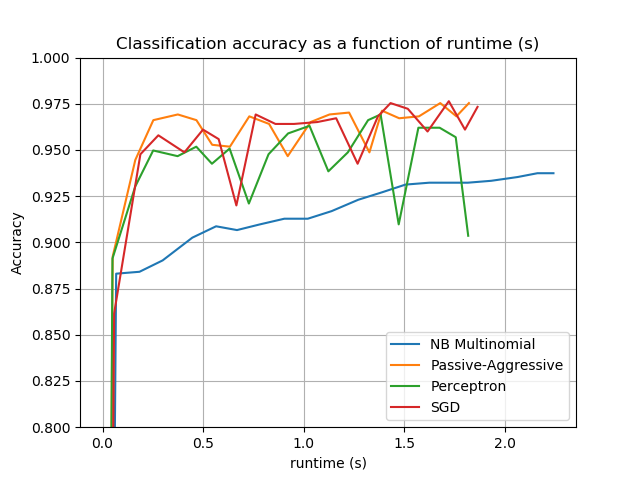 Classification accuracy as a function of runtime (s)
1.000
0.975
0.950
0.925
0.900
0.875
0.850
0.825
0.800
Accuracy
0.0 0.5 1.0 1.5 2.0
runtime (s)
NB Multinomial
Passive-Aggressive
Perceptron
SGD